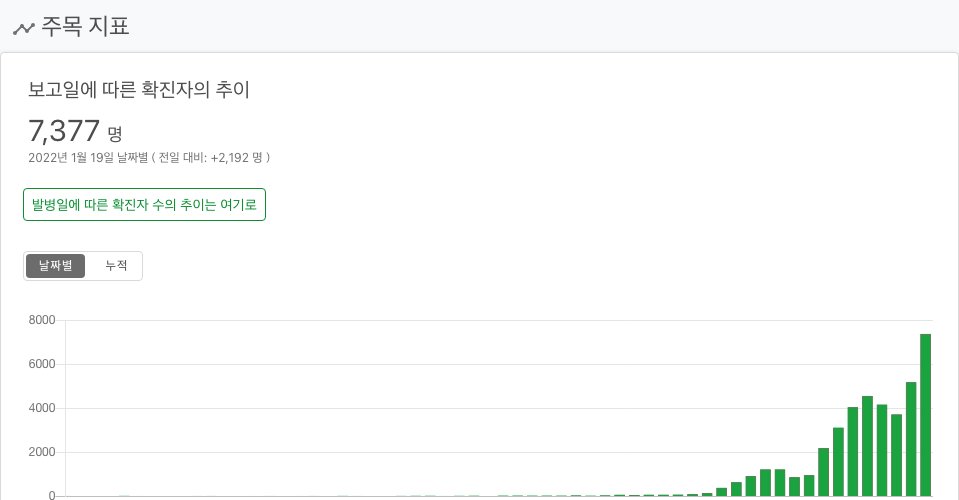 주목 지표
보고일에 따른 확진자의 추이
7,377 명
2022년 1월 19일 날짜별 ( 전일 대비: +2,192 명 )
발병일에 따른 확진자 수의 추이는 여기로
날짜별 누적
8000
6000
4000
2000
0